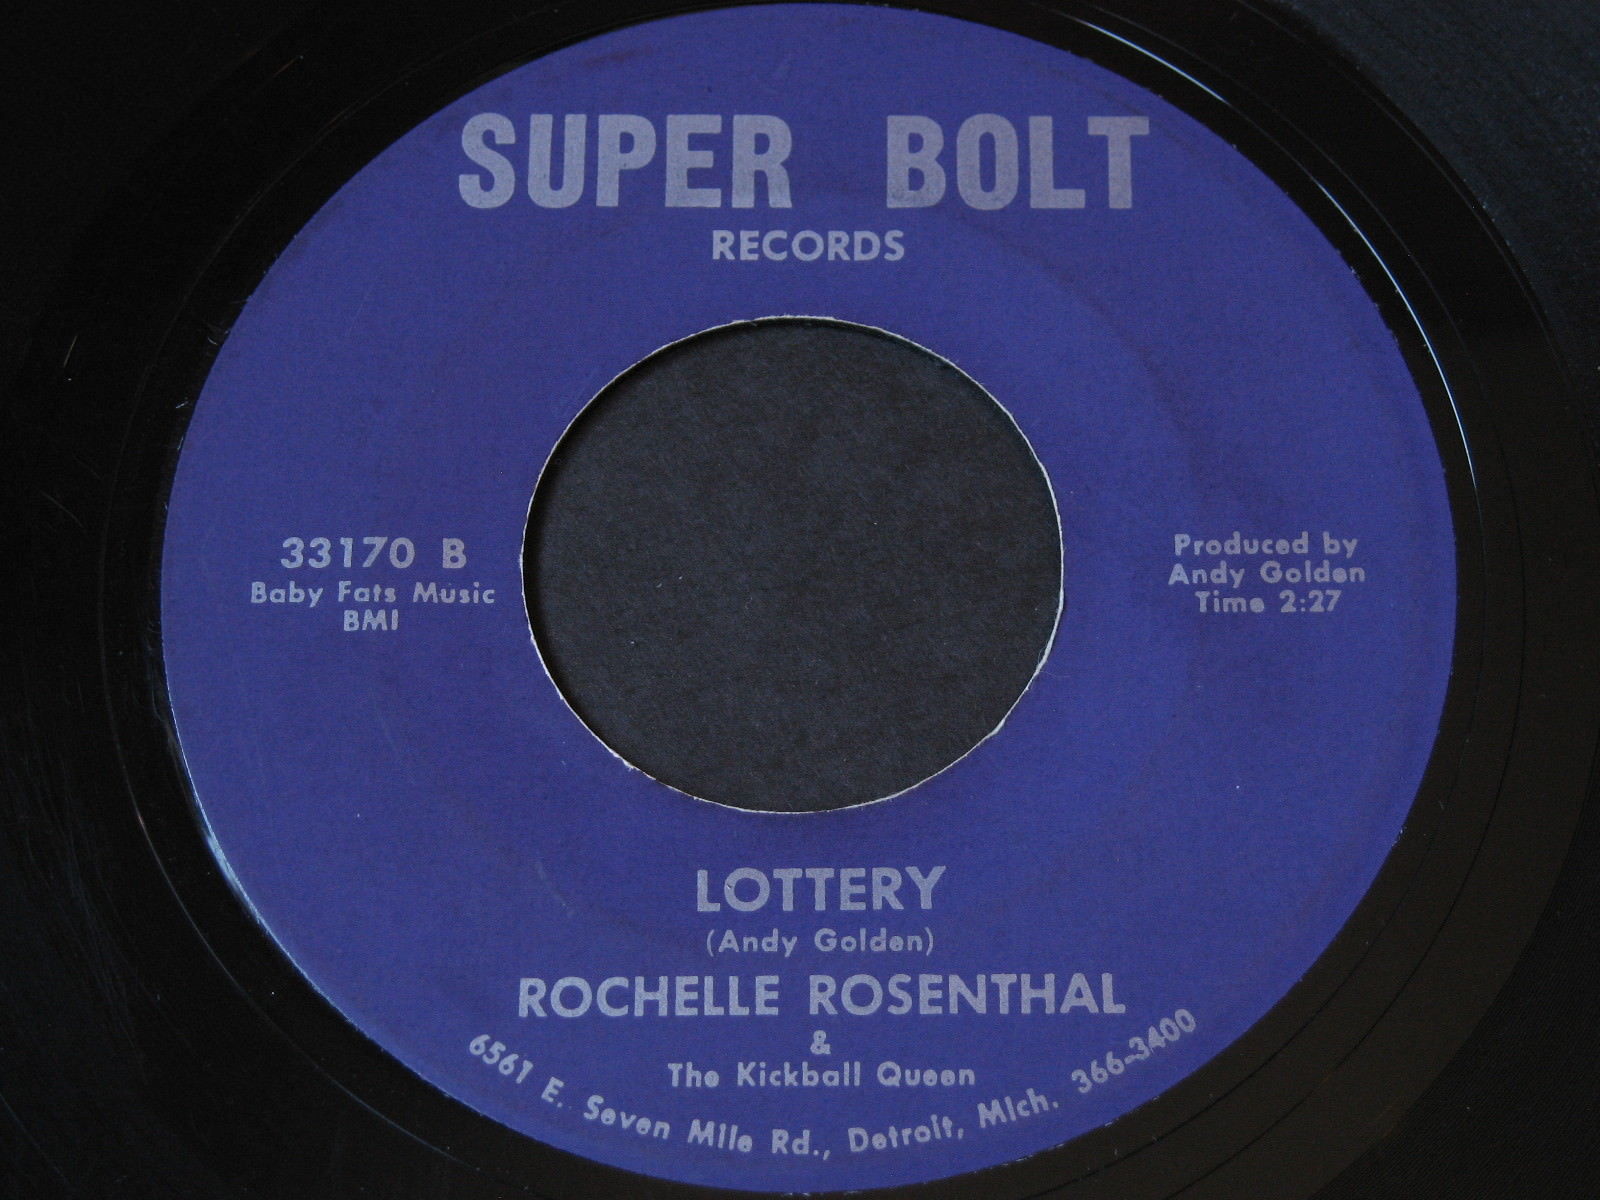 SUPER BOLT
RECORDS
33170 B
Baby Fats Music
BMI
Produced by
Andy Golden
Time 2:27
LOTTERY
(Andy Golden)
ROCHELLE ROSENTHAL
&
The Kickball Queen
6561 E. Seven Mile Rd., Detroit, Mich. 366-3400